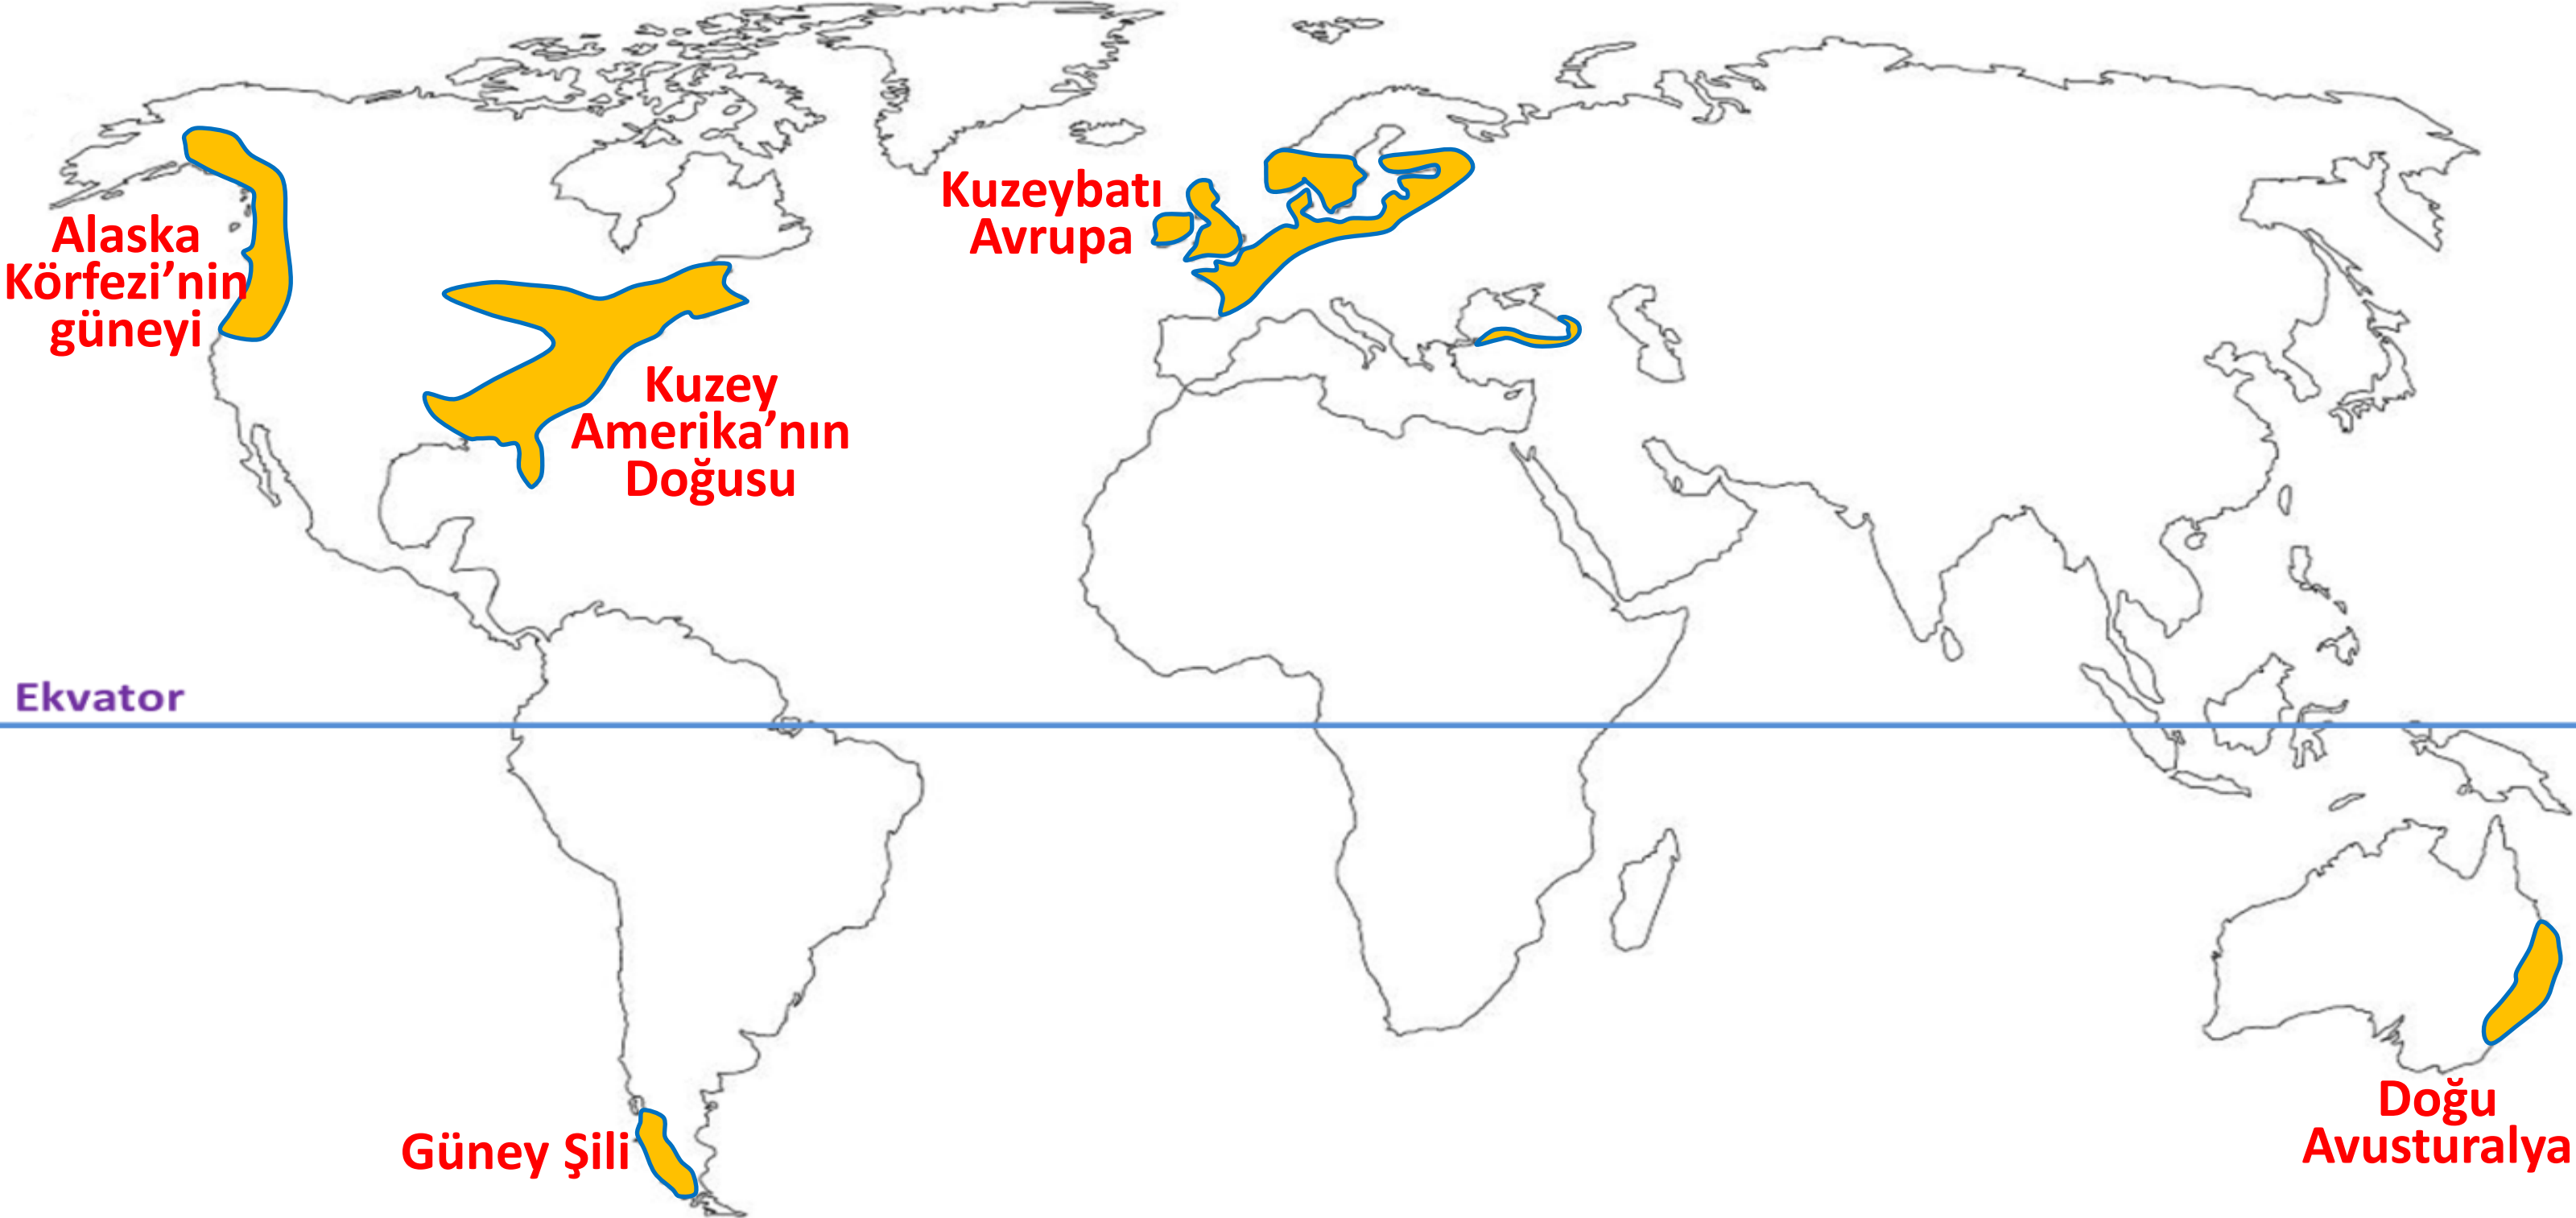 Alaska
Körfezi’nin
güneyi
Kuzey
Amerika’nın
Doğusu
Kuzeybatı
Avrupa
Ekvator
Güney Şili
Doğu
Avusturalya